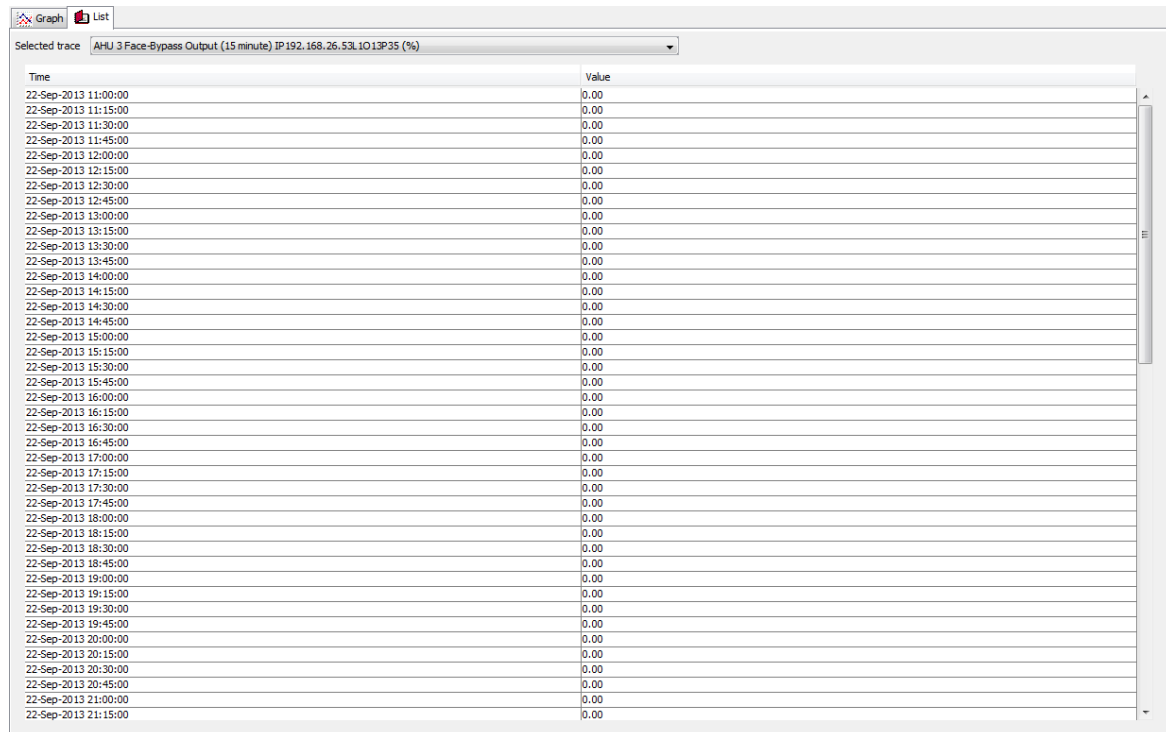 Graph List
Selected trace AHU 3 Face-Bypass Output (15 minute) IP192.168.26.53L1O13P35 (%)
Time Value
22-Sep-2013 11:00:00 0.00
22-Sep-2013 11:15:00 0.00
22-Sep-2013 11:30:00 0.00
22-Sep-2013 11:45:00 0.00
22-Sep-2013 12:00:00 0.00
22-Sep-2013 12:15:00 0.00
22-Sep-2013 12:30:00 0.00
22-Sep-2013 12:45:00 0.00
22-Sep-2013 13:00:00 0.00
22-Sep-2013 13:15:00 0.00
22-Sep-2013 13:30:00 0.00
22-Sep-2013 13:45:00 0.00
22-Sep-2013 14:00:00 0.00
22-Sep-2013 14:15:00 0.00
22-Sep-2013 14:30:00 0.00
22-Sep-2013 14:45:00 0.00
22-Sep-2013 15:00:00 0.00
22-Sep-2013 15:15:00 0.00
22-Sep-2013 15:30:00 0.00
22-Sep-2013 15:45:00 0.00
22-Sep-2013 16:00:00 0.00
22-Sep-2013 16:15:00 0.00
22-Sep-2013 16:30:00 0.00
22-Sep-2013 16:45:00 0.00
22-Sep-2013 17:00:00 0.00
22-Sep-2013 17:15:00 0.00
22-Sep-2013 17:30:00 0.00
22-Sep-2013 17:45:00 0.00
22-Sep-2013 18:00:00 0.00
22-Sep-2013 18:15:00 0.00
22-Sep-2013 18:30:00 0.00
22-Sep-2013 18:45:00 0.00
22-Sep-2013 19:00:00 0.00
22-Sep-2013 19:15:00 0.00
22-Sep-2013 19:30:00 0.00
22-Sep-2013 19:45:00 0.00
22-Sep-2013 20:00:00 0.00
22-Sep-2013 20:15:00 0.00
22-Sep-2013 20:30:00 0.00
22-Sep-2013 20:45:00 0.00
22-Sep-2013 21:00:00 0.00
22-Sep-2013 21:15:00 0.00